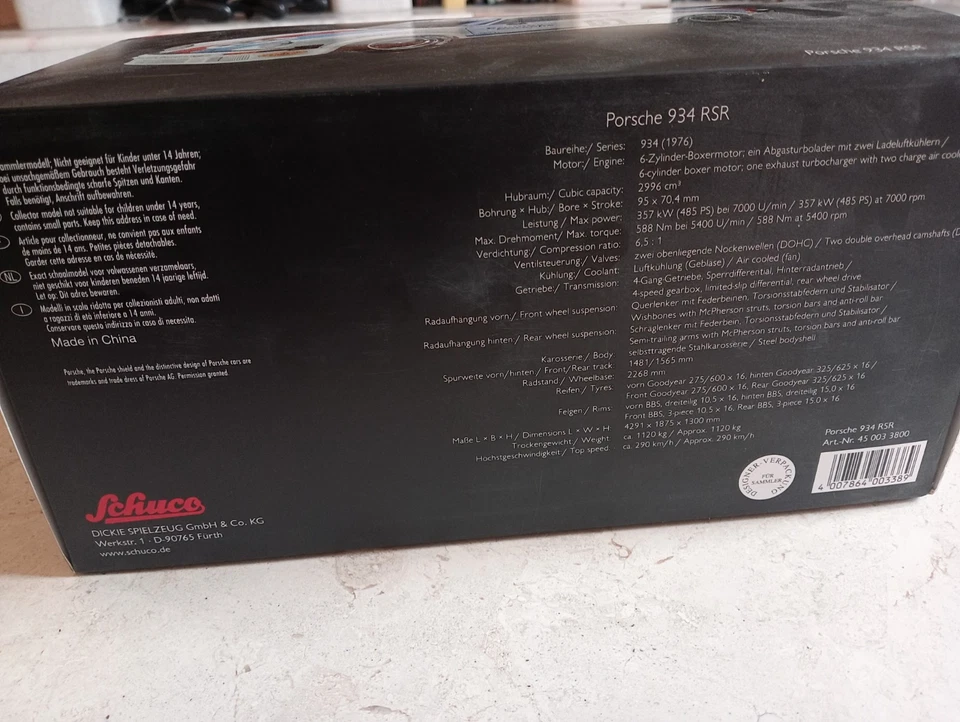 Porsche 934 RSR
Sammlermodell; Nicht geeignet für Kinder unter 14 Jahren;
bei unsachgemäßem Gebrauch besteht Verletzungsgefahr
durch funktionsbedingte scharfe Spitzen und Kanten.
Falls benötigt, Anschrift aufbewahren.
Collector model not suitable for children under 14 years,
contains small parts. Keep this address in case of need.
Article pour collectionneur, ne convient pas aux enfants
de moins de 14 ans. Petites pièces détachables.
Garder cette adresse en cas de nécessité.
NL Exact schaalmodel voor volwassenen verzamelaars,
niet geschikt voor kinderen beneden 14 jaarige leftijd.
Let op: Dit adres bewaren.
I Modelli in scala ridotta per collezionisti adulti, non adatti
a ragazzi di età inferiore a 14 anni.
Conservare questa indirizzo in caso di necessita.
Made in China
Porsche, the Porsche shield and the distinctive design of Porsche cars are
trademarks and trade dress of Porsche AG. Permission granted.
Porsche 934 RSR
Baureihe:/ Series: 934 (1976)
Motor:/ Engine: 6-Zylinder-Boxermotor; ein Abgasturbolader mit zwei Ladeluftkühlern /
6-cylinder boxer motor; one exhaust turbocharger with two charge air
Hubraum:/ Cubic capacity: 2996 cm³
Bohrung × Hub:/ Bore × Stroke: 95 x 70.4 mm
Leistung / Max power: 357 kW (485 PS) bei 7000 U/min / 357 kW (485 PS) at 7000 rpm
Max. Drehmoment/ Max. torque: 588 Nm bei 5400 U/min / 588 Nm at 5400 rpm
Verdichtung/ Compression ratio: 6.5 : 1
Ventilsteuerung / Valves: zwei obenliegende Nockenwellen (DOHC) / Two double overhead camshafts
Kühlung:/ Coolant: Luftkühlung (Gebläse) / Air cooled (fan)
Getriebe / Transmission: 4-Gang-Getriebe, Sperrdifferential, Hinterradantrieb /
4-speed gearbox, limited-slip differential, rear wheel drive
Radaufhangung vorn:/ Front wheel suspension: Querlenker mit Federbeinen, Torsionsstabfedern und Stabilisator /
Wishbones with McPherson struts, torsion bars and anti-roll bar
Radaufhangung hinten / Rear wheel suspension: Schräglenker mit Federbein, Torsionsstabfedern und Stabilisator /
Semi-trailing arms with McPherson struts, torsion bars and anti-roll bar
Karosserie / Body selbsttragende Stahlkarosserie / Steel bodyshell
Spurweite vorn/hinten / Front/Rear track 1481/1565 mm
Radstand / Wheelbase: 2268 mm
Reifen / Tyres: vorn Goodyear 275/600 x 16, hinten Goodyear 325/625 x 16 /
Front Goodyear 275/600 x 16, Rear Goodyear 325/625 x 16
Felgen / Rims: vorn BBS, dreiteilig 10.5 x 16, hinten BBS, dreiteilig 15.0 x 16
Front BBS, 3-piece 10.5 x 16, Rear BBS, 3-piece 15.0 x 16
Maße L × B × H / Dimensions L × W × H 4291 x 1875 x 1300 mm
Trockengewicht / Weight ca. 1120 kg / Approx. 1120 kg
Höchstgeschwindigkeit / Top speed ca. 290 km/h / Approx. 290 km/h
DESIGNER-VERPACKUNG
FÜR
SAMMLER
Porsche 934 RSR
Art.-Nr. 45 003 3800
4 007864 003389
Schuco
DICKIE SPIELZEUG GmbH & Co. KG
Werkstr. 1 · D-90765 Fürth
www.schuco.de